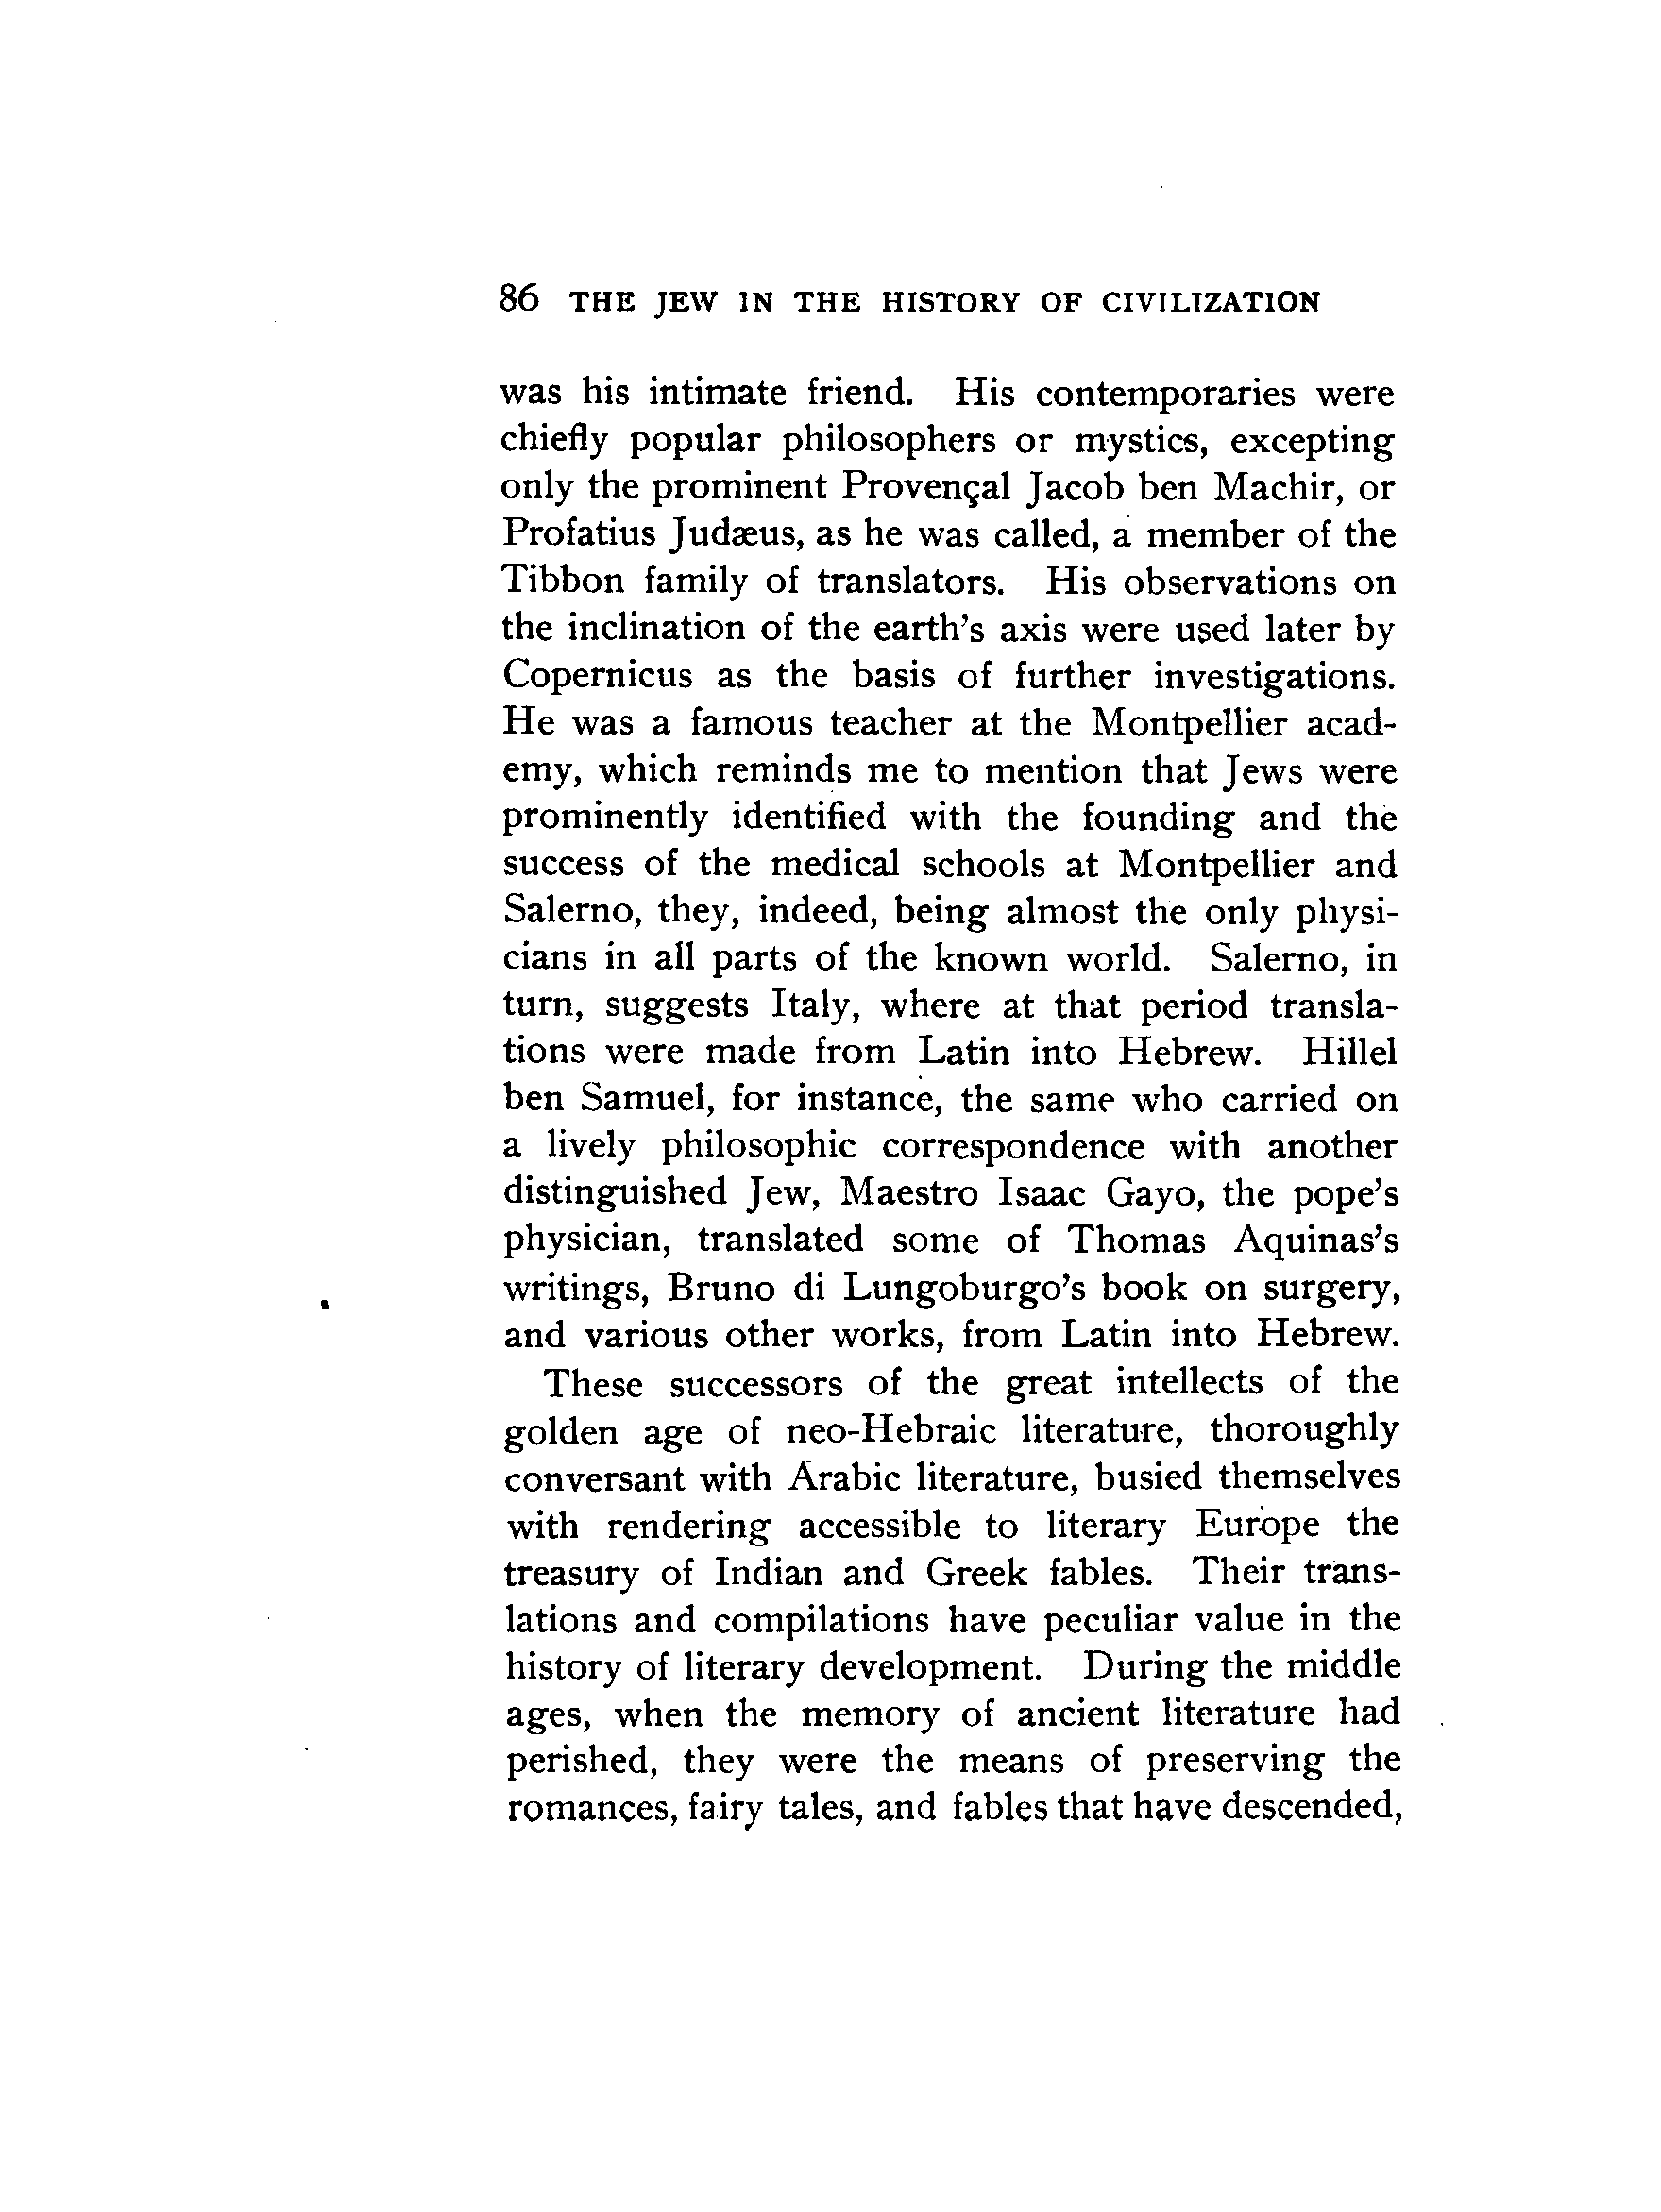 86 THE JEW IN THE HISTORY OF CIVILIZATION
was his intimate friend. His contemporaries were
chiefly popular philosophers or mystics, excepting
only the prominent Provençal Jacob ben Machir, or
Profatius Judæus, as he was called, a member of the
Tibbon family of translators. His observations on
the inclination of the earth's axis were used later by
Copernicus as the basis of further investigations.
He was a famous teacher at the Montpellier acad-
emy, which reminds me to mention that Jews were
prominently identified with the founding and the
success of the medical schools at Montpellier and
Salerno, they, indeed, being almost the only physi-
cians in all parts of the known world. Salerno, in
turn, suggests Italy, where at that period transla-
tions were made from Latin into Hebrew. Hillel
ben Samuel, for instance, the same who carried on
a lively philosophic correspondence with another
distinguished Jew, Maestro Isaac Gayo, the pope's
physician, translated some of Thomas Aquinas's
writings, Bruno di Lungoburgo's book on surgery,
and various other works, from Latin into Hebrew.
These successors of the great intellects of the
golden age of neo-Hebraic literature, thoroughly
conversant with Arabic literature, busied themselves
with rendering accessible to literary Europe the
treasury of Indian and Greek fables. Their trans-
lations and compilations have peculiar value in the
history of literary development. During the middle
ages, when the memory of ancient literature had
perished, they were the means of preserving the
romances, fairy tales, and fables that have descended,